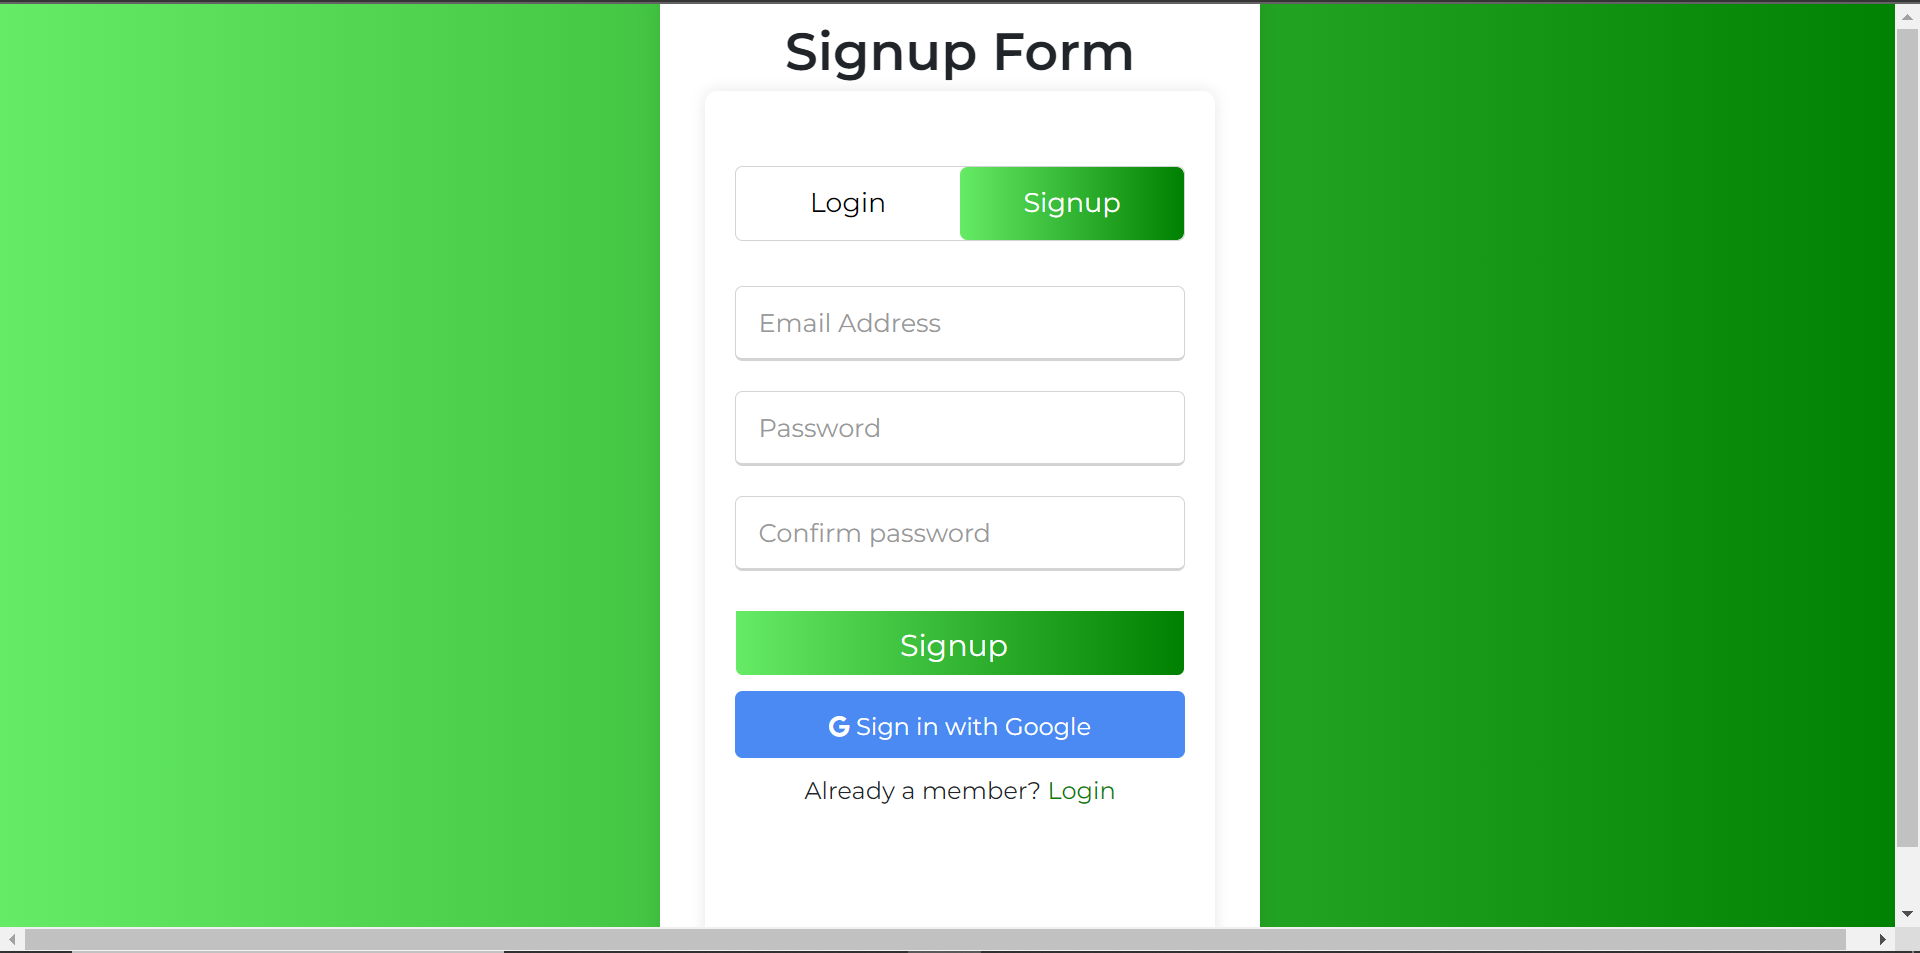 Signup Form
Login Signup
Email Address
Password
Confirm password
Signup
Sign in with Google
Already a member? Login